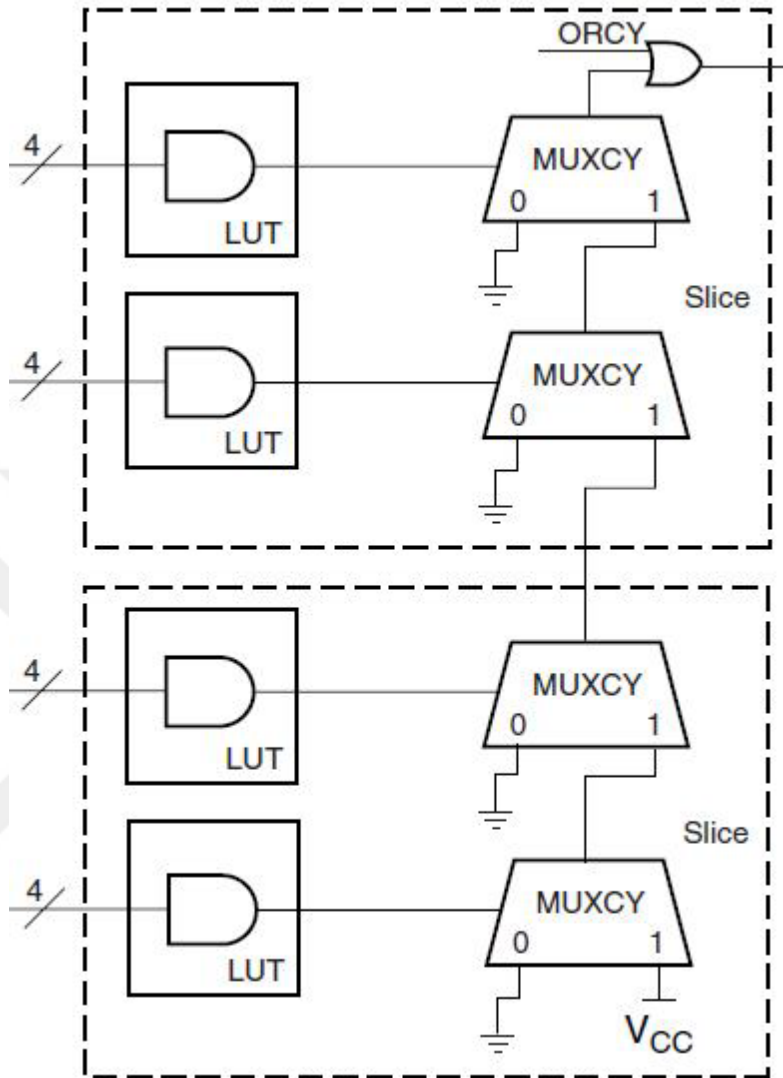 ORCY
4
MUXCY
0 1
LUT
Slice
4
MUXCY
0 1
LUT
4
MUXCY
0 1
LUT
Slice
4
MUXCY
0 1
LUT
VCC